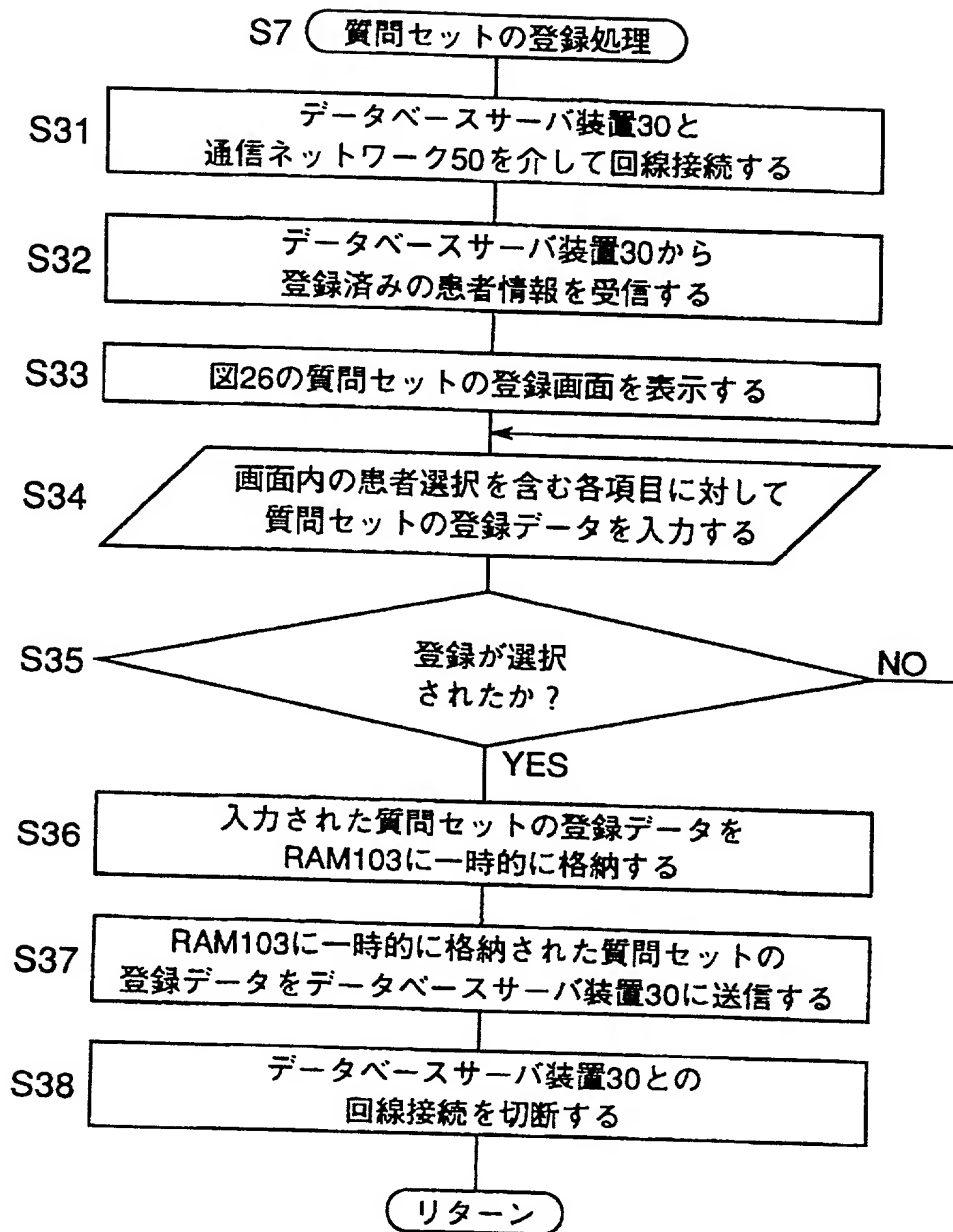 S7 質問セットの登録処理
S31
データベースサーバ装置30と
通信ネットワーク50を介して回線接続する
S32
データベースサーバ装置30から
登録済みの患者情報を受信する
S33
図26の質問セットの登録画面を表示する
S34
画面内の患者選択を含む各項目に対して
質問セットの登録データを入力する
S35
登録が選択
されたか?
NO
YES
S36
入力された質問セットの登録データを
RAM103に一時的に格納する
S37
RAM103に一時的に格納された質問セットの
登録データをデータベースサーバ装置30に送信する
S38
データベースサーバ装置30との
回線接続を切断する
リターン